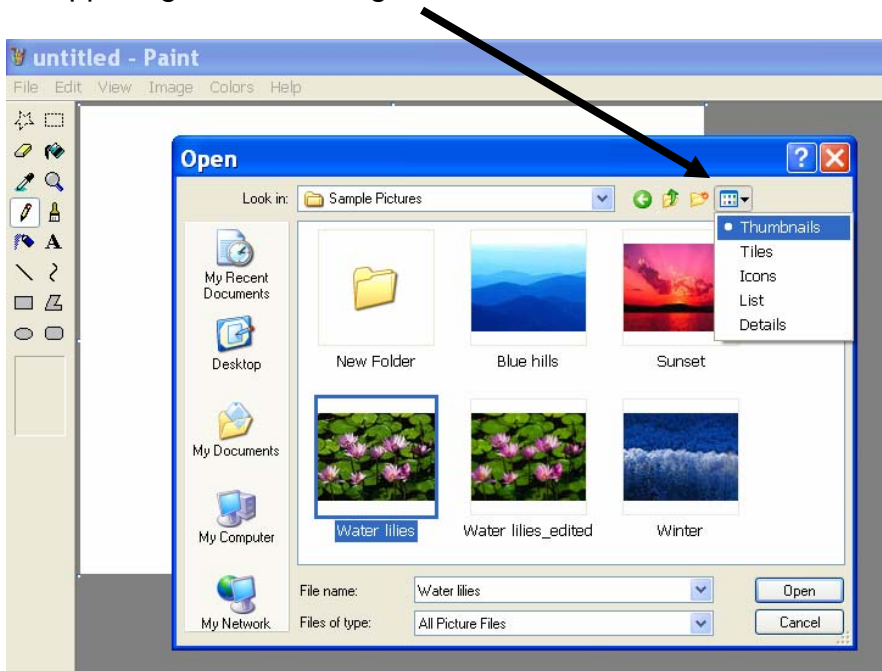 untitled - Paint
File Edit View Image Colors Help
A
Open
Look in: Sample Pictures
Thumbnails
Tiles
Icons
List
Details
My Recent
Documents
Desktop
My Documents
My Computer
My Network
New Folder Blue hills Sunset
Water lilies Water lilies_edited Winter
File name: Water lilies Open
Files of type: All Picture Files Cancel